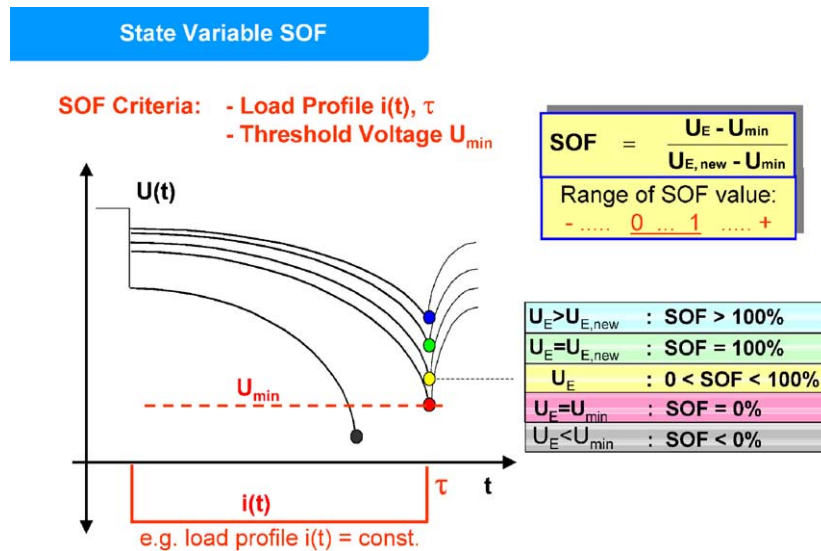 State Variable SOF
SOF Criteria: - Load Profile i(t), τ
- Threshold Voltage Umin
SOF = UE - Umin
UE, new - Umin
Range of SOF value:
- ..... 0 ... 1 ..... +
U(t)
Umin
UE>UE,new : SOF > 100%
UE=UE,new : SOF = 100%
UE : 0 < SOF < 100%
UE=Umin : SOF = 0%
UE<Umin : SOF < 0%
τ t
i(t)
e.g. load profile i(t) = const.